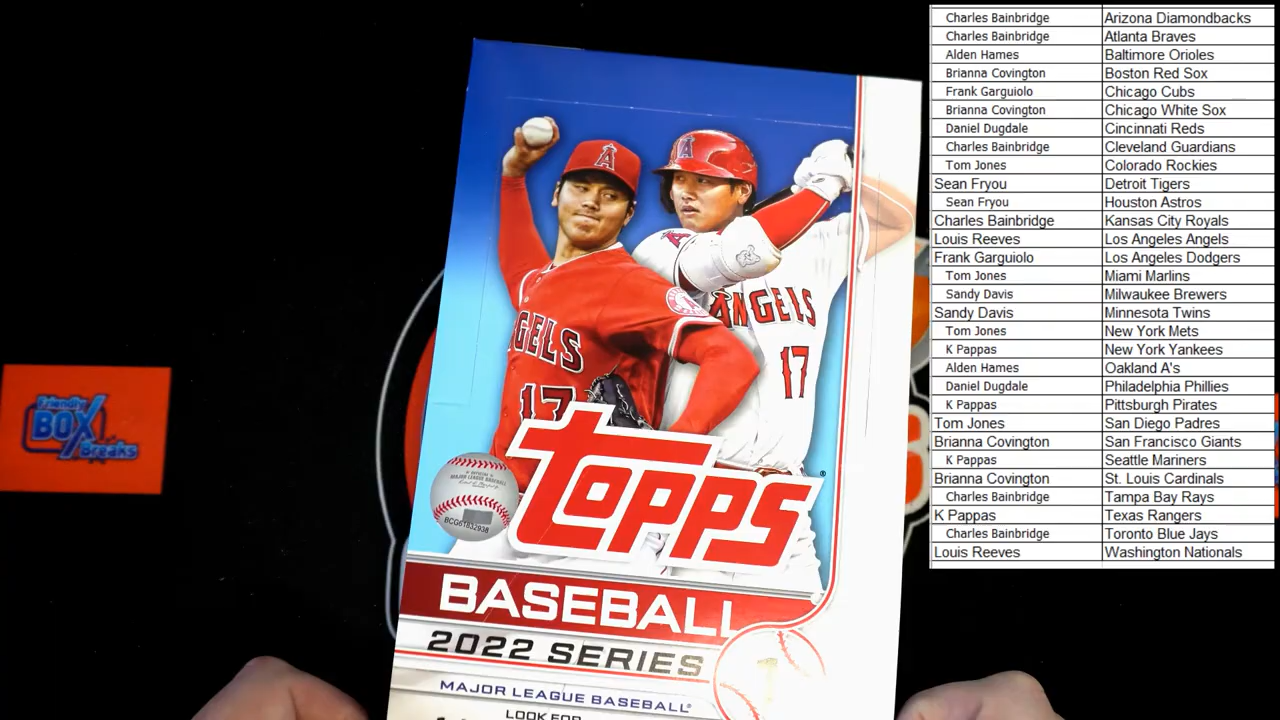 Friendly
BOX
Breaks
A
A
A
ANGELS
GELS
17
17
OFFICIAL
MAJOR LEAGUE BASEBALL
BCG61832938
topps
®
BASEBALL
2022 SERIES
1
MAJOR LEAGUE BASEBALL®
LOOK FOR
Charles Bainbridge Arizona Diamondbacks
Charles Bainbridge Atlanta Braves
Alden Hames Baltimore Orioles
Brianna Covington Boston Red Sox
Frank Garguiolo Chicago Cubs
Brianna Covington Chicago White Sox
Daniel Dugdale Cincinnati Reds
Charles Bainbridge Cleveland Guardians
Tom Jones Colorado Rockies
Sean Fryou Detroit Tigers
Sean Fryou Houston Astros
Charles Bainbridge Kansas City Royals
Louis Reeves Los Angeles Angels
Frank Garguiolo Los Angeles Dodgers
Tom Jones Miami Marlins
Sandy Davis Milwaukee Brewers
Sandy Davis Minnesota Twins
Tom Jones New York Mets
K Pappas New York Yankees
Alden Hames Oakland A's
Daniel Dugdale Philadelphia Phillies
K Pappas Pittsburgh Pirates
Tom Jones San Diego Padres
Brianna Covington San Francisco Giants
K Pappas Seattle Mariners
Brianna Covington St. Louis Cardinals
Charles Bainbridge Tampa Bay Rays
K Pappas Texas Rangers
Charles Bainbridge Toronto Blue Jays
Louis Reeves Washington Nationals